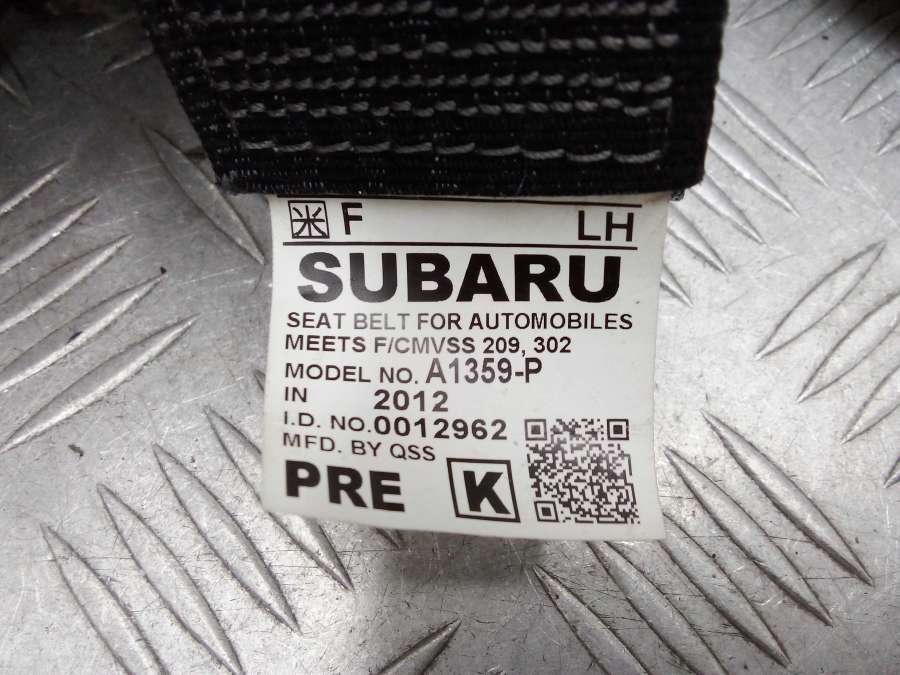 米 F LH
SUBARU
SEAT BELT FOR AUTOMOBILES
MEETS F/CMVSS 209, 302
MODEL NO. A1359-P
IN 2012
I.D. NO. 0012962
MFD. BY QSS
PRE K